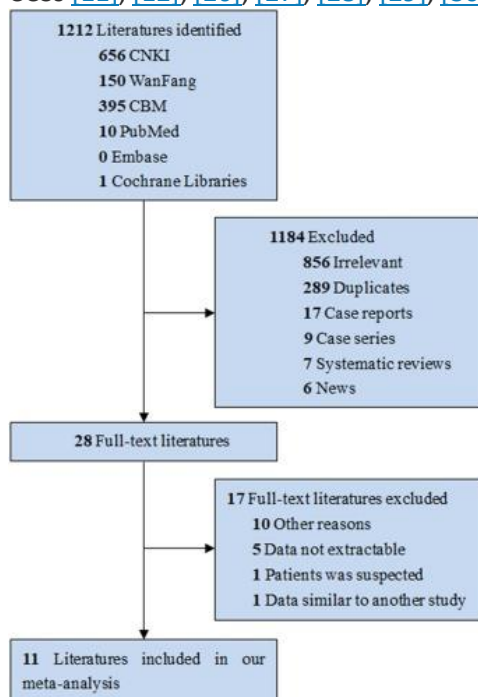 1212 Literatures identified
656 CNKI
150 WanFang
395 CBM
10 PubMed
0 Embase
1 Cochrane Libraries
1184 Excluded
856 Irrelevant
289 Duplicates
17 Case reports
9 Case series
7 Systematic reviews
6 News
28 Full-text literatures
17 Full-text literatures excluded
10 Other reasons
5 Data not extractable
1 Patients was suspected
1 Data similar to another study
11 Literatures included in our
meta-analysis